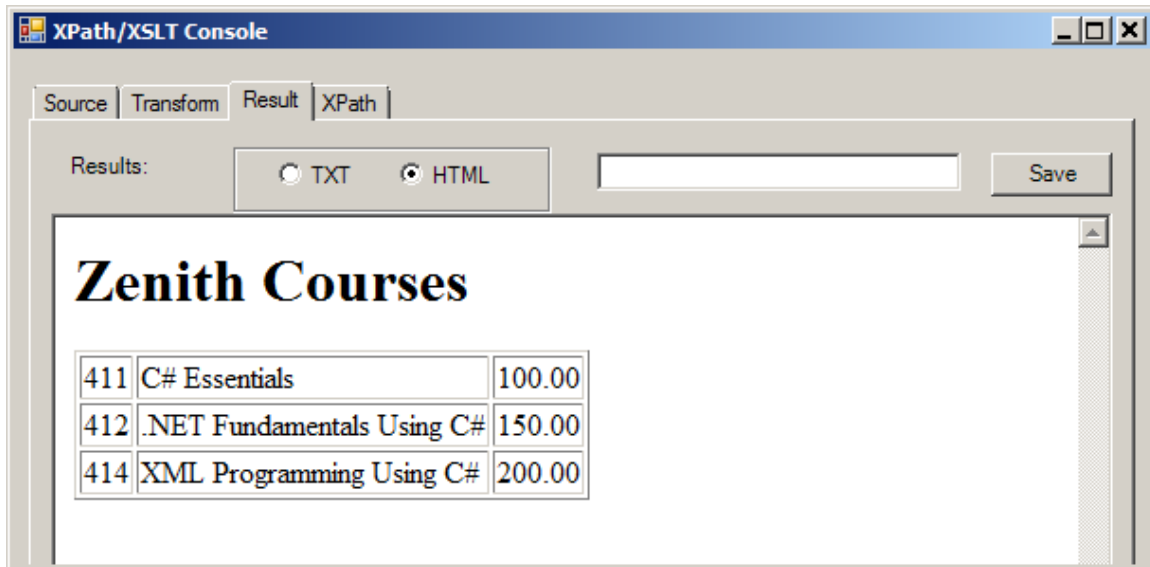 XPath/XSLT Console
Source Transform Result XPath
Results: TXT HTML Save
Zenith Courses
411 C# Essentials 100.00
412 .NET Fundamentals Using C# 150.00
414 XML Programming Using C# 200.00